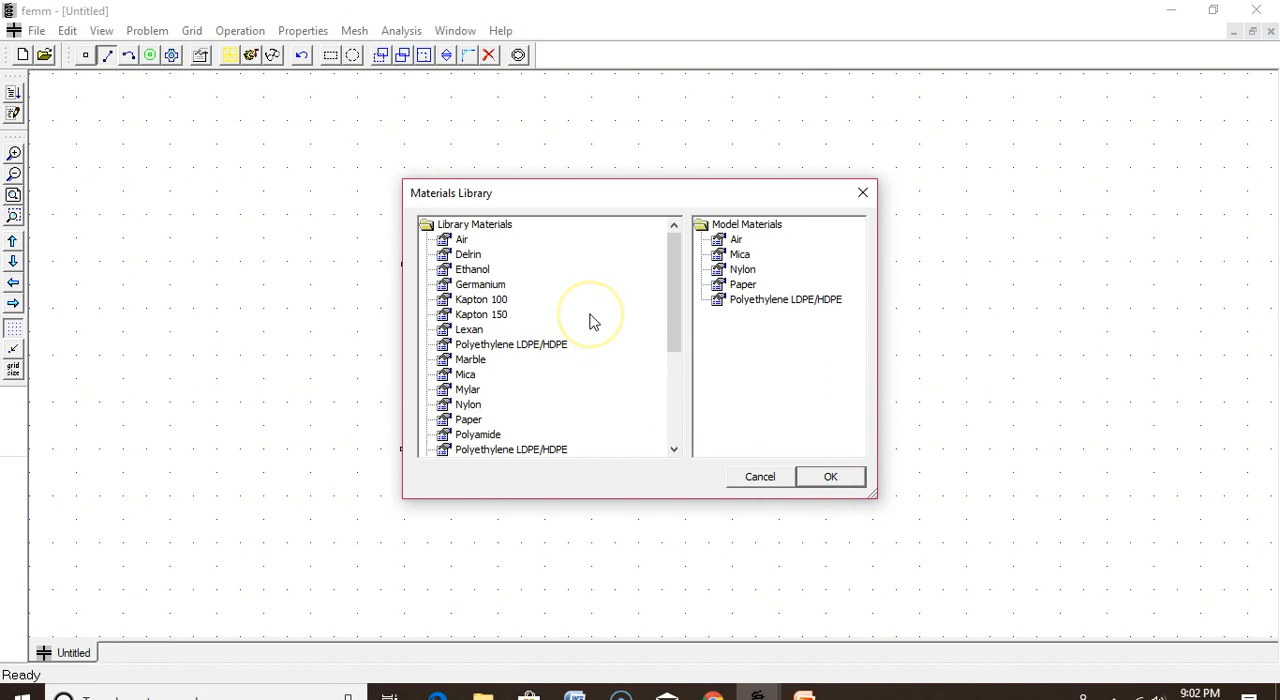 femm - [Untitled]
File Edit View Problem Grid Operation Properties Mesh Analysis Window Help
Materials Library
Library Materials
Air
Delrin
Ethanol
Germanium
Kapton 100
Kapton 150
Lexan
Polyethylene LDPE/HDPE
Marble
Mica
Mylar
Nylon
Paper
Polyamide
Polyethylene LDPE/HDPE
Model Materials
Air
Mica
Nylon
Paper
Polyethylene LDPE/HDPE
Cancel OK
grid
size
Untitled
Ready
9:02 PM